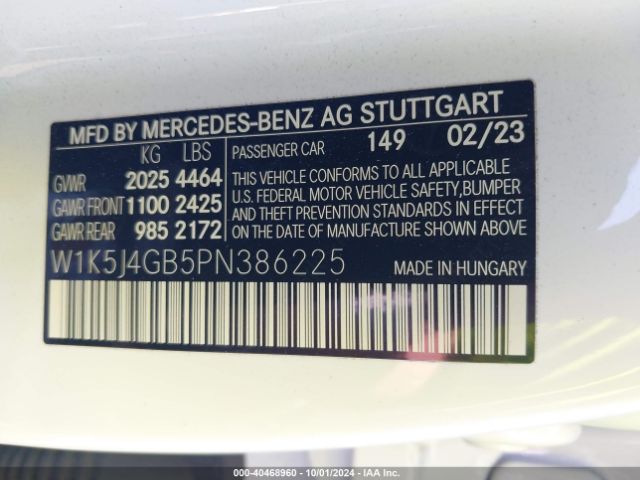 MFD BY MERCEDES-BENZ AG STUTTGART
KG LBS
GVWR 2025 4464
GAWR FRONT 1100 2425
GAWR REAR 985 2172
PASSENGER CAR 149 02/23
THIS VEHICLE CONFORMS TO ALL APPLICABLE
U.S. FEDERAL MOTOR VEHICLE SAFETY,BUMPER
AND THEFT PREVENTION STANDARDS IN EFFECT
ON THE DATE OF MANUFACTURE SHOWN ABOVE
W1K5J4GB5PN386225 MADE IN HUNGARY
000-40468960 - 10/01/2024 - IAA Inc.